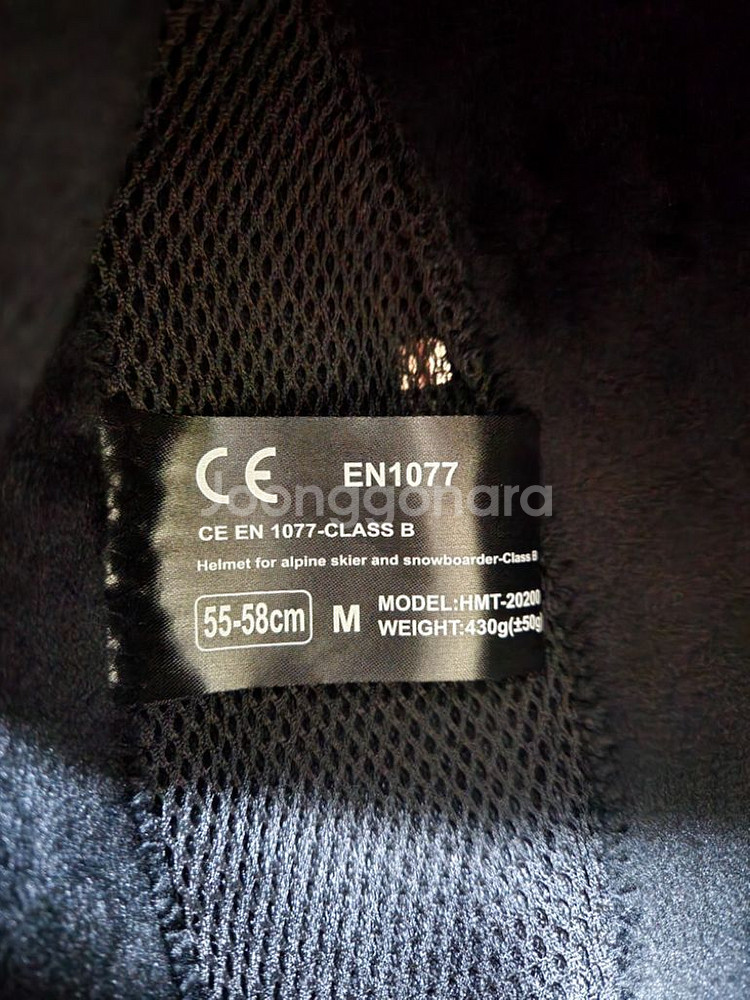 CE EN1077
Joonggonara
CE EN 1077-CLASS B
Helmet for alpine skier and snowboarder-Class B
55-58cm M MODEL:HMT-20200
WEIGHT:430g(±50g